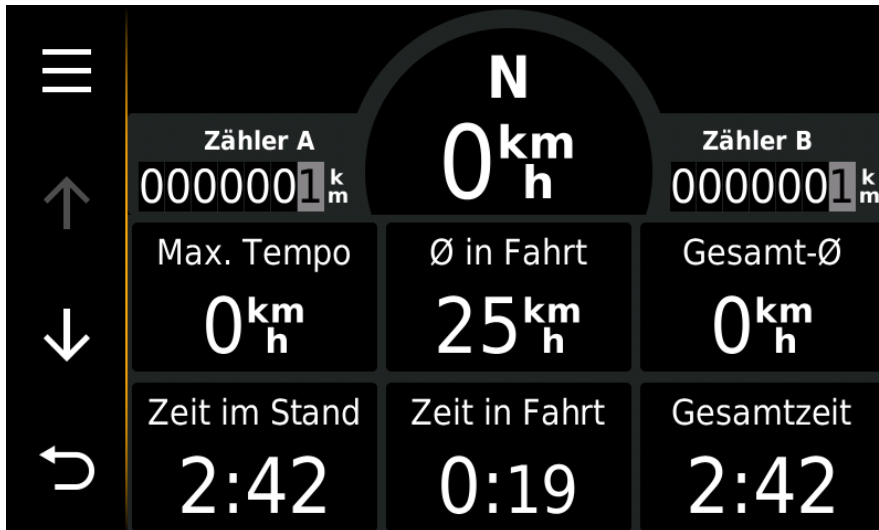 N
0 km/h
Zähler A
0000001 km
Zähler B
0000001 km
Max. Tempo
0 km/h
Ø in Fahrt
25 km/h
Gesamt-Ø
0 km/h
Zeit im Stand
2:42
Zeit in Fahrt
0:19
Gesamtzeit
2:42